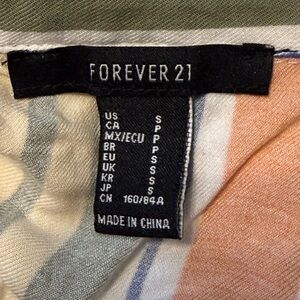 FOREVER 21
US S
CA P
MX/ECU P
BR P
EU S
UK S
KR S
JP S
CN 160/84A
MADE IN CHINA